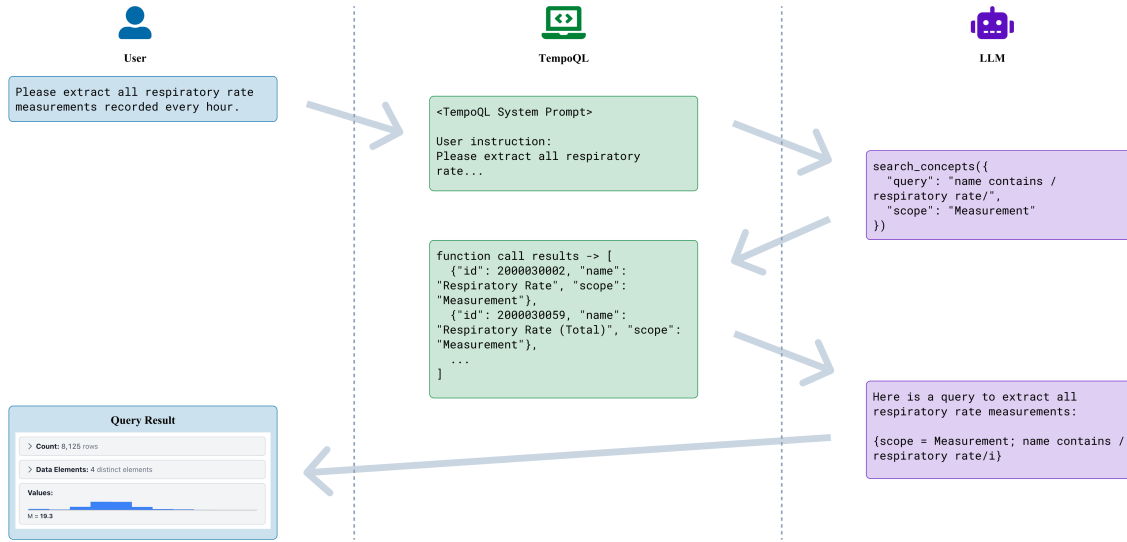 User
TempoQL
LLM
Please extract all respiratory rate
measurements recorded every hour.
<TempoQL System Prompt>
User instruction:
Please extract all respiratory
rate...
search_concepts({
"query": "name contains /
respiratory rate/",
"scope": "Measurement"
})
function call results -> [
{"id": 2000030002, "name":
"Respiratory Rate", "scope":
"Measurement"},
{"id": 2000030059, "name":
"Respiratory Rate (Total)", "scope":
"Measurement"},
...
]
Here is a query to extract all
respiratory rate measurements:
{scope = Measurement; name contains /
respiratory rate/i}
Query Result
Count: 8,125 rows
Data Elements: 4 distinct elements
Values:
M = 19.3